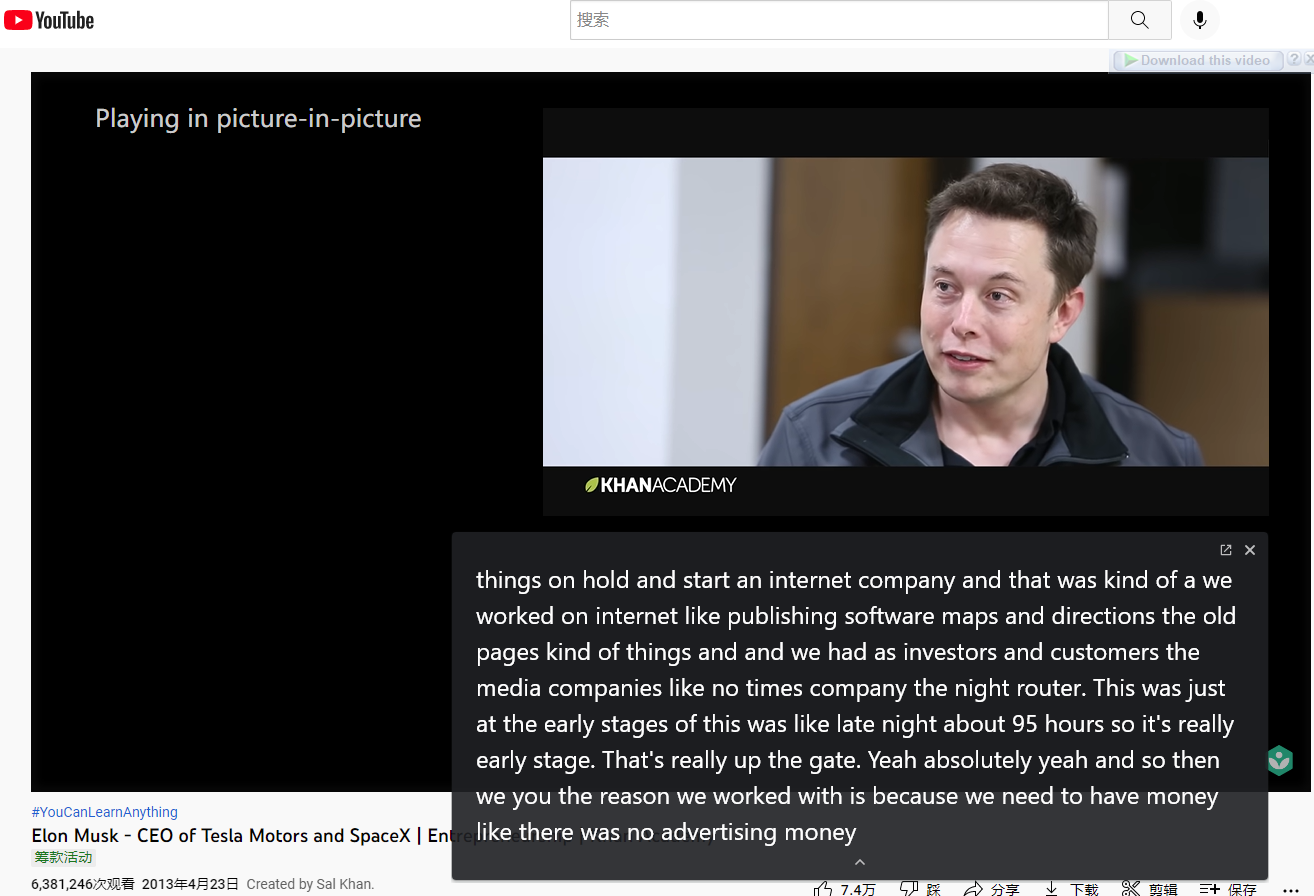 YouTube
搜索
Download this video
Playing in picture-in-picture
KHANACADEMY
things on hold and start an internet company and that was kind of a we
worked on internet like publishing software maps and directions the old
pages kind of things and and we had as investors and customers the
media companies like no times company the night router. This was just
at the early stages of this was like late night about 95 hours so it's really
early stage. That's really up the gate. Yeah absolutely yeah and so then
we you the reason we worked with is because we need to have money
like there was no advertising money
#YouCanLearnAnything
Elon Musk - CEO of Tesla Motors and SpaceX | Entrepreneurship | Khan Academy
筹款活动
6,381,246次观看 2013年4月23日 Created by Sal Khan.
7.4万 踩 分享 下载 剪辑 保存